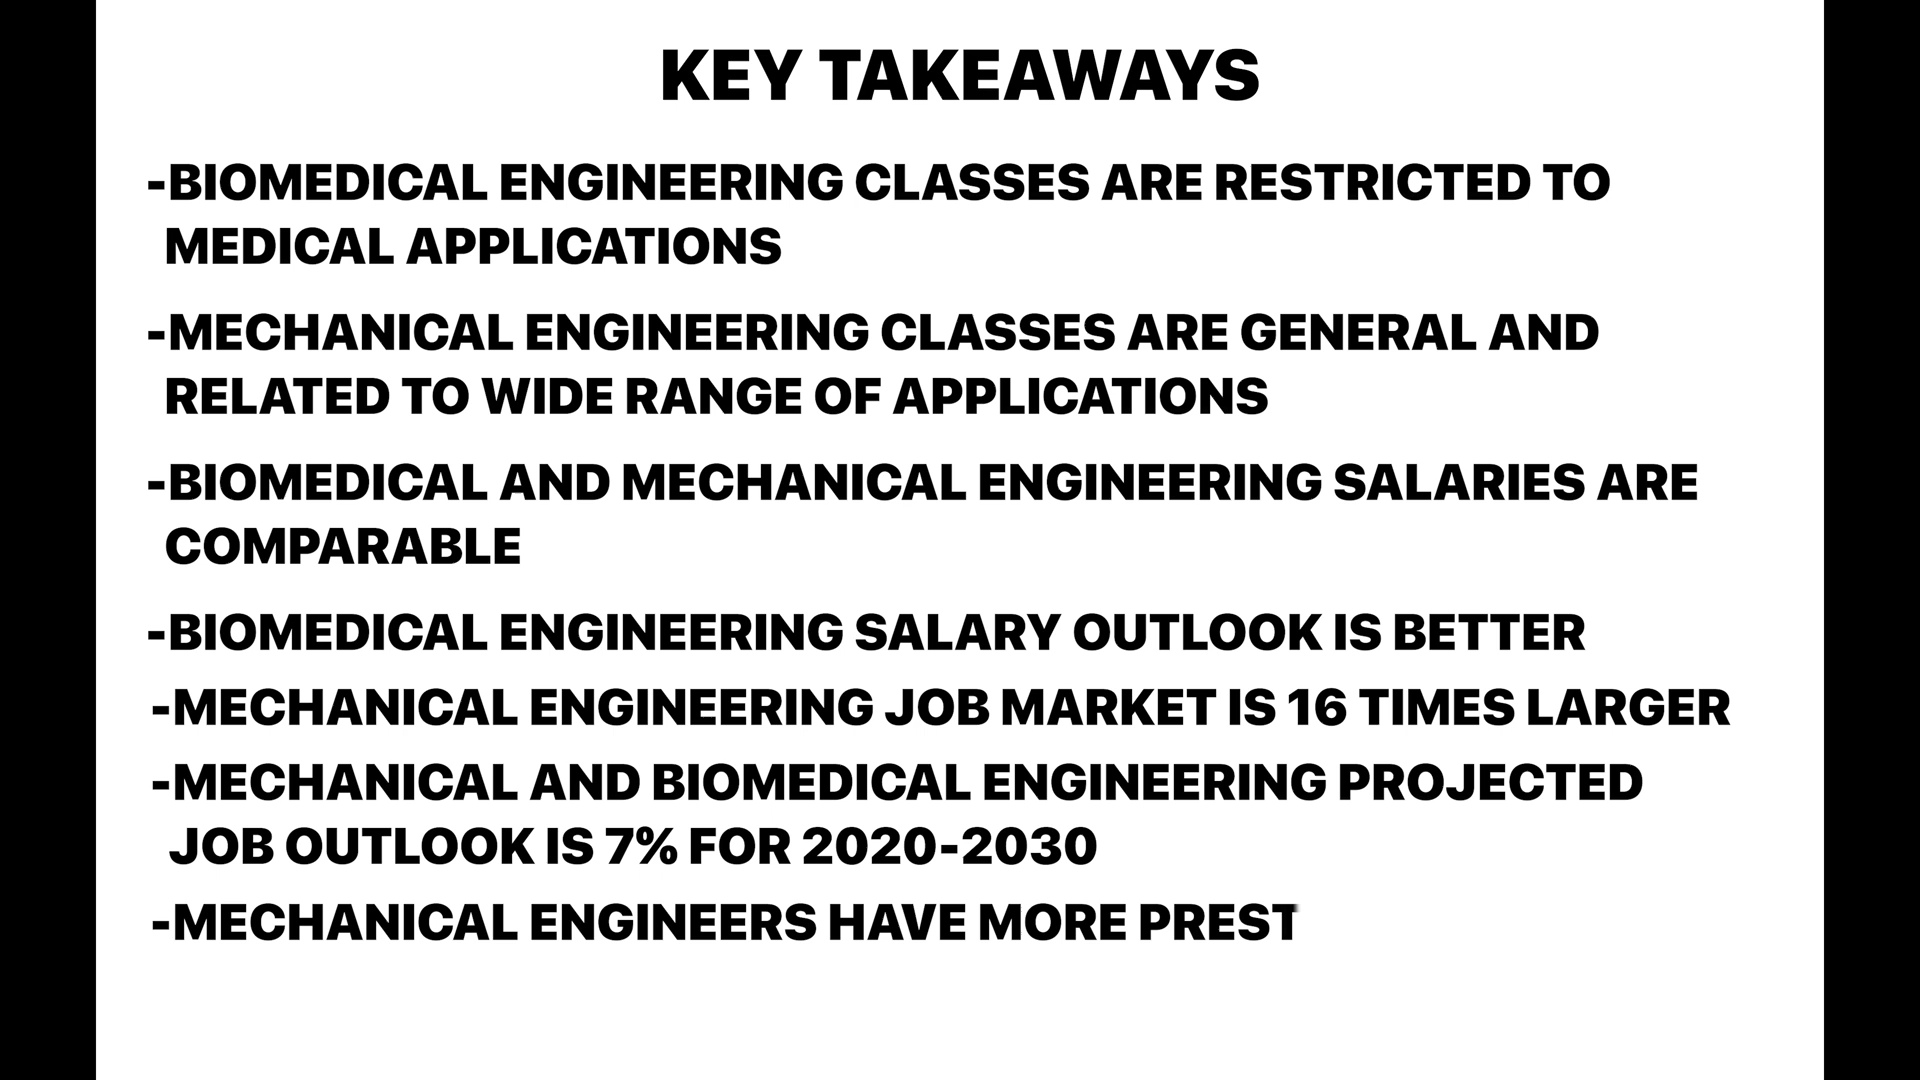 KEY TAKEAWAYS
-BIOMEDICAL ENGINEERING CLASSES ARE RESTRICTED TO
MEDICAL APPLICATIONS
-MECHANICAL ENGINEERING CLASSES ARE GENERAL AND
RELATED TO WIDE RANGE OF APPLICATIONS
-BIOMEDICAL AND MECHANICAL ENGINEERING SALARIES ARE
COMPARABLE
-BIOMEDICAL ENGINEERING SALARY OUTLOOK IS BETTER
-MECHANICAL ENGINEERING JOB MARKET IS 16 TIMES LARGER
-MECHANICAL AND BIOMEDICAL ENGINEERING PROJECTED
JOB OUTLOOK IS 7% FOR 2020-2030
-MECHANICAL ENGINEERS HAVE MORE PREST